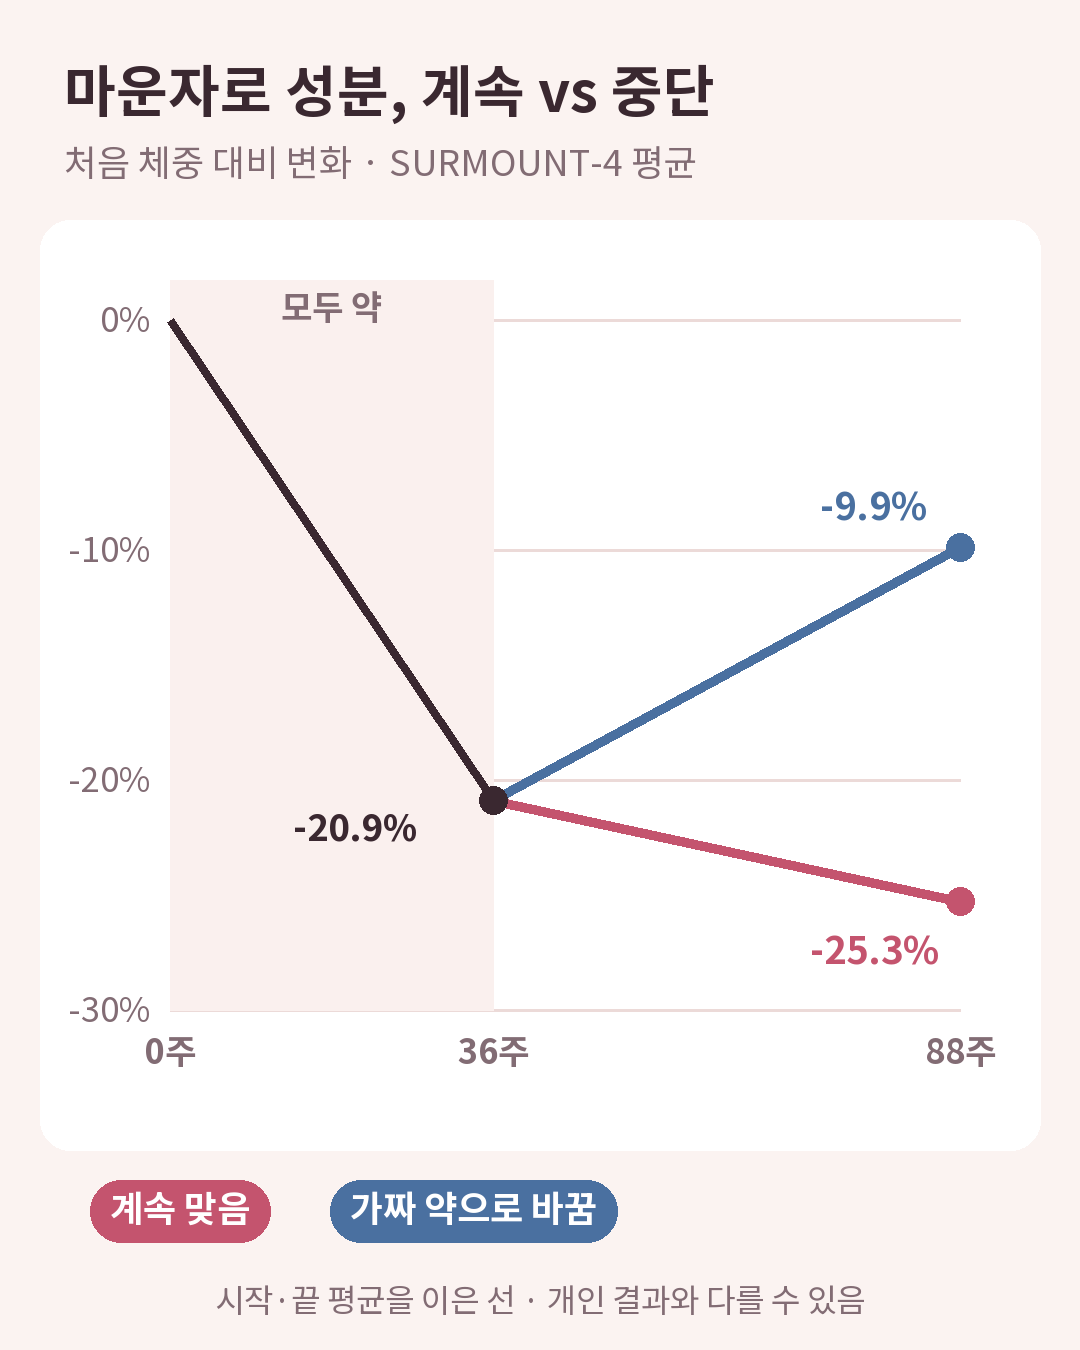 마운자로 성분, 계속 vs 중단
처음 체중 대비 변화 · SURMOUNT-4 평균
모두 약
0%
-9.9%
-10%
-20%
-20.9%
-25.3%
-30%
0주 36주 88주
계속 맞음 가짜 약으로 바꿈
시작·끝 평균을 이은 선 · 개인 결과와 다를 수 있음